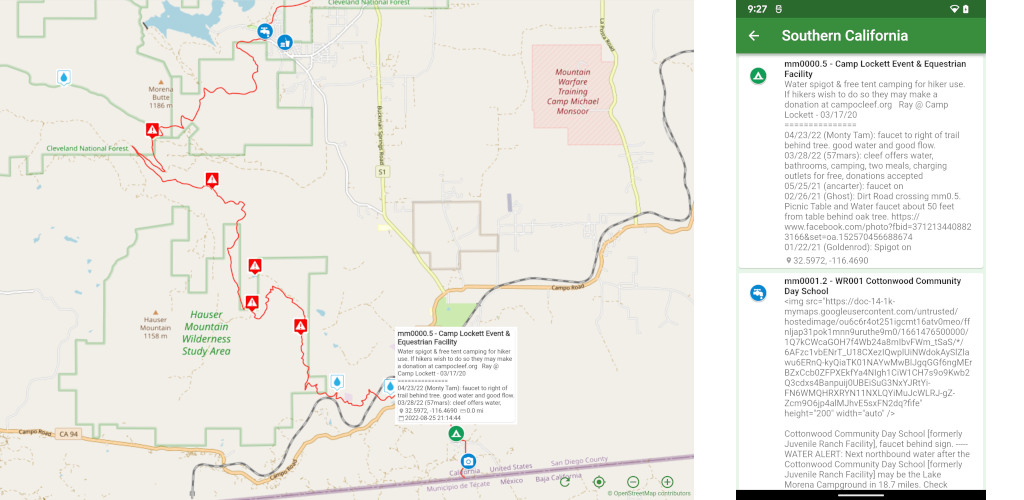 Cleveland National Forest
Morena
Butte
1186 m
Cleveland National Forest
Mountain
Warfare
Training
Camp Michael
Monsoor
La Posta Road
Buckman Springs Road
S1
Camp Road
Hauser
Mountain
1158 m
Hauser
Mountain
Wilderness
Study Area
mm0000.5 - Camp Lockett Event &
Equestrian Facility
Water spigot & free tent camping for hiker
use. If hikers wish to do so they may make
a donation at campocleef.org Ray @
Camp Lockett - 03/17/20
===============
04/23/22 (Monty Tam): faucet to right of
trail behind tree. good water and good flow.
03/28/22 (57mars): cleef offers water,
32.5972, -116.4690 0.0 mi
2022-08-25 21:14:44
Campo Road
CA 94
Campo Road
California
United States
San Diego County
Municipio de Tecate
México
Baja California
© OpenStreetMap contributors
9:27
Southern California
mm0000.5 - Camp Lockett Event & Equestrian
Facility
Water spigot & free tent camping for hiker use.
If hikers wish to do so they may make a
donation at campocleef.org Ray @ Camp
Lockett - 03/17/20
===============
04/23/22 (Monty Tam): faucet to right of trail
behind tree. good water and good flow.
03/28/22 (57mars): cleef offers water,
bathrooms, camping, two meals, charging
outlets for free, donations accepted
05/25/21 (ancarter): faucet on
02/26/21 (Ghost): Dirt Road crossing mm0.5.
Picnic Table and Water faucet about 50 feet
from table behind oak tree. https://
www.facebook.com/photo?fbid=371213440882
3166&set=oa.152570456688674
01/22/21 (Goldenrod): Spigot on
32.5972, -116.4690
mm0001.2 - WR001 Cottonwood Community
Day School
<img src="https://doc-14-1k-
mymaps.googleusercontent.com/untrusted/
hostedimage/ou6c6r4ot251igcmt16atv0meo/ff
nljap31pok1mnn9uruthe9m0/1661476500000/
height="200" width="auto" />
Cottonwood Community Day School [formerly
Juvenile Ranch Facility], faucet behind sign. -----
WATER ALERT: Next northbound water after the
Cottonwood Community Day School [formerly
Juvenile Ranch Facility] may be the Lake
Morena Campground in 18.7 miles. Check